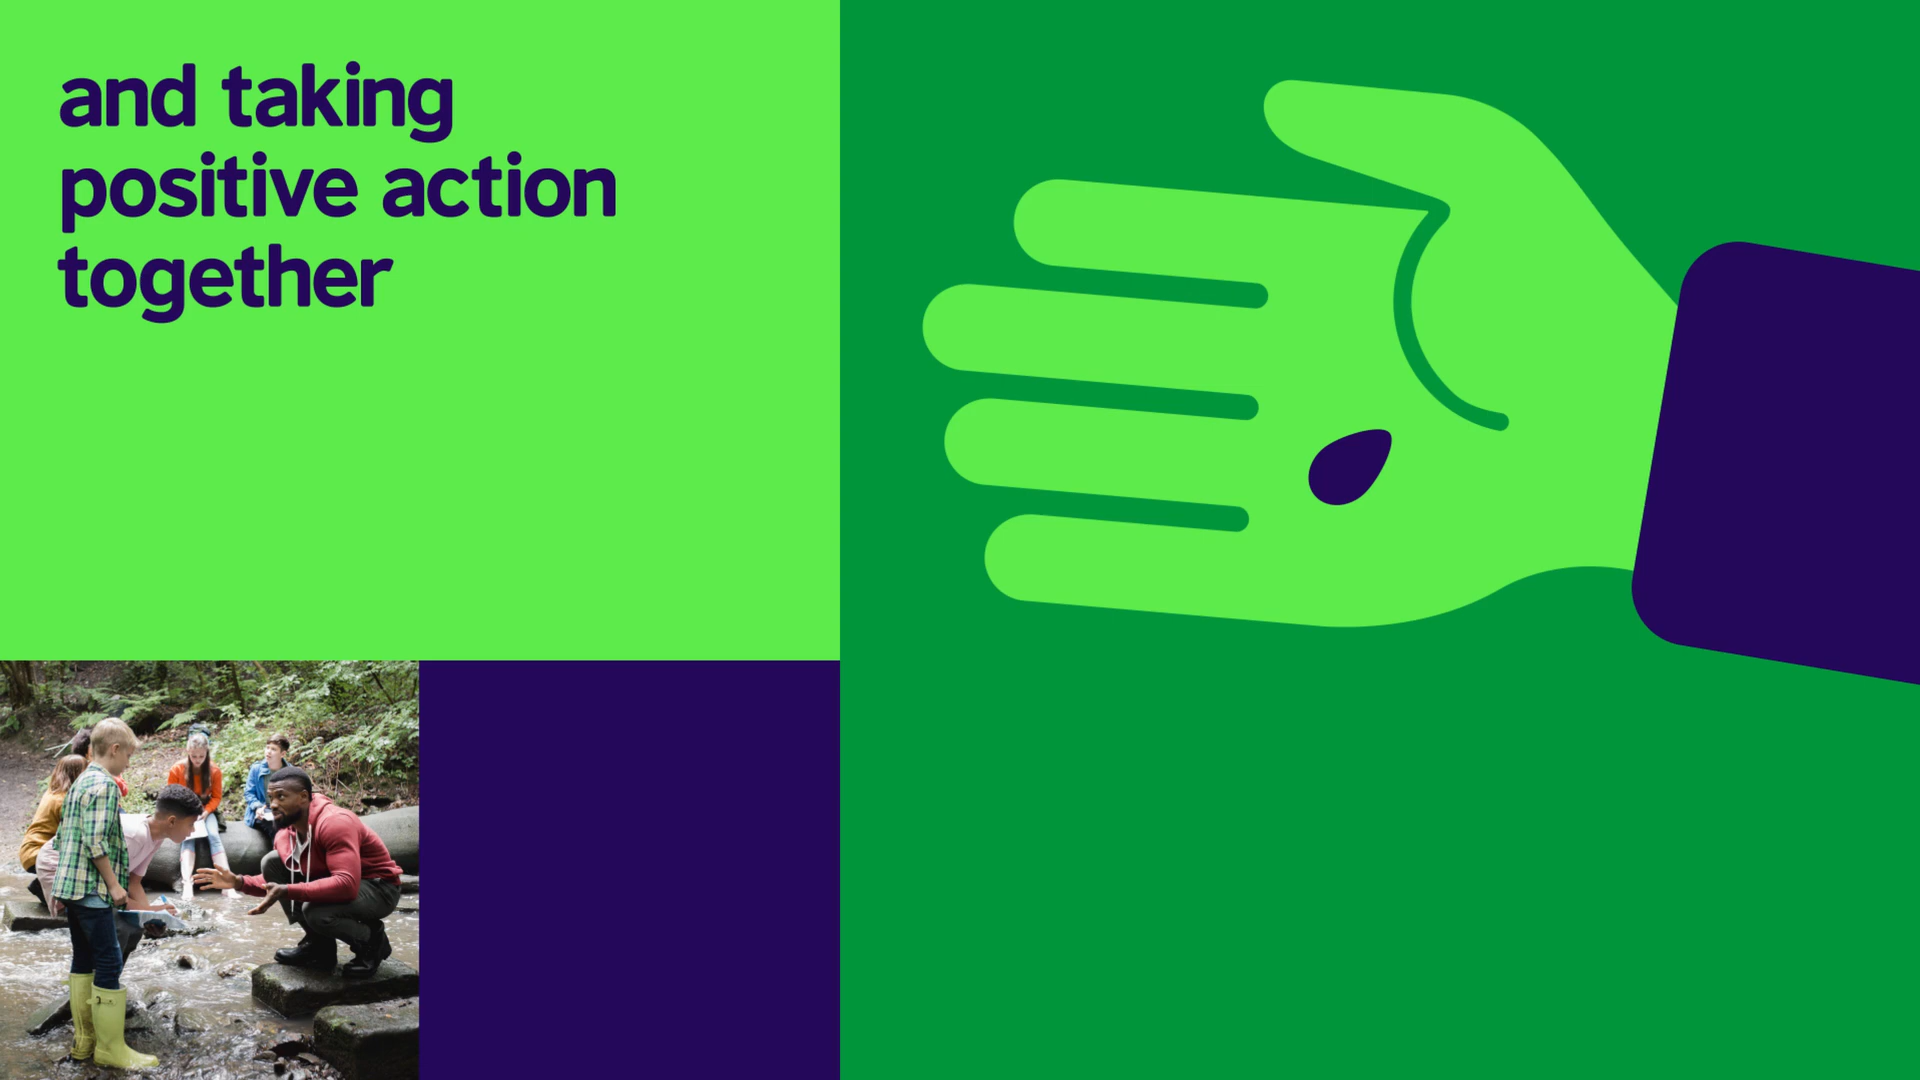 and taking
positive action
together